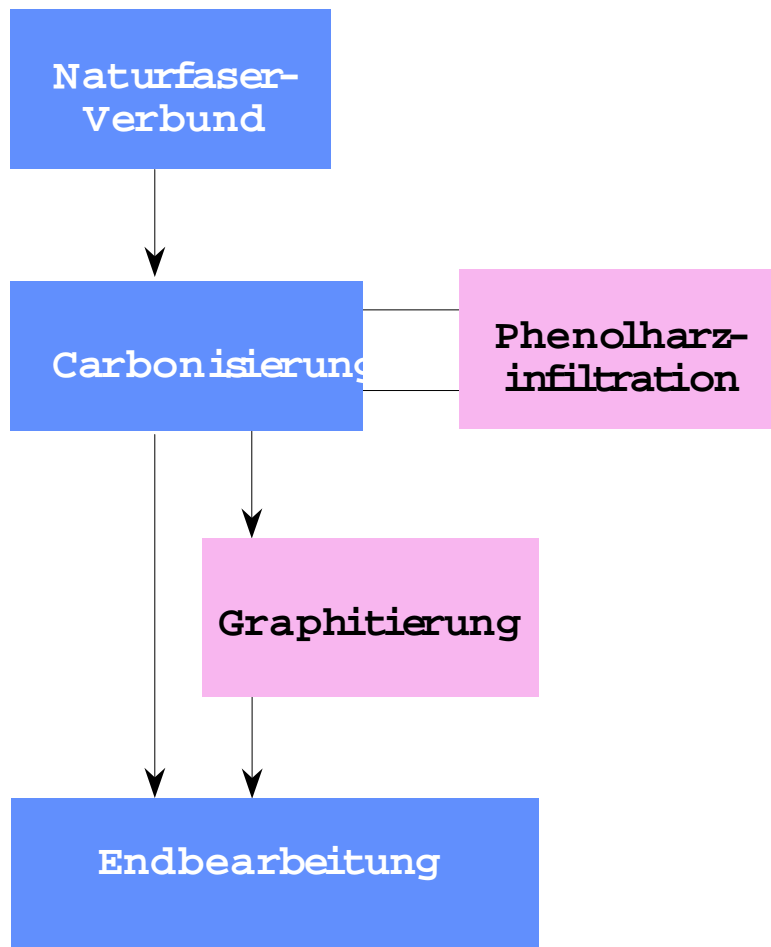 Naturfaser-
Verbund
Carbonisierung
Phenolharz-
infiltration
Graphitierung
Endbearbeitung